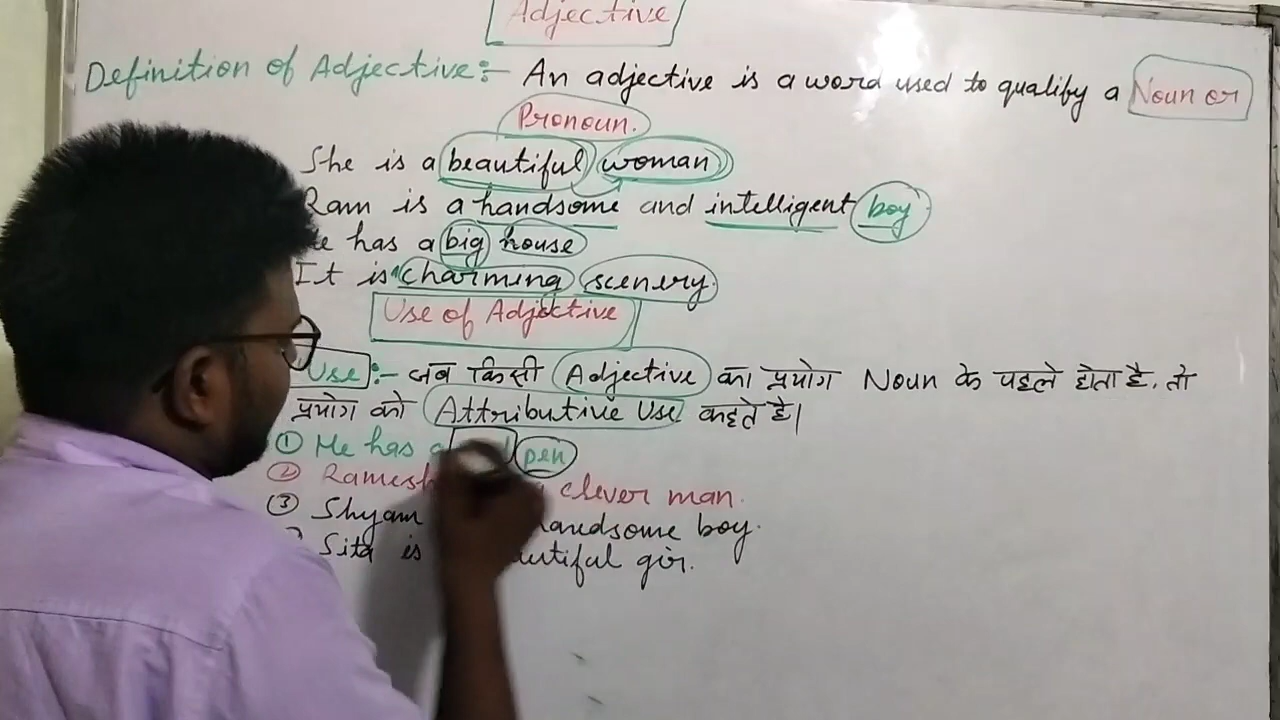 Adjective
Definition of Adjective:- An adjective is a word used to qualify a Noun or
Pronoun.
She is a beautiful woman
Ram is a handsome and intelligent boy.
has a big house
It is charming scenery.
Use of Adjective
Use:- जब किसी Adjective का प्रयोग Noun के पहले होता है. तो
प्रयोग को Attributive Use कहते है।
① He has a pen
② Ramesh clever man.
③ Shyam handsome boy.
Sita is gir.